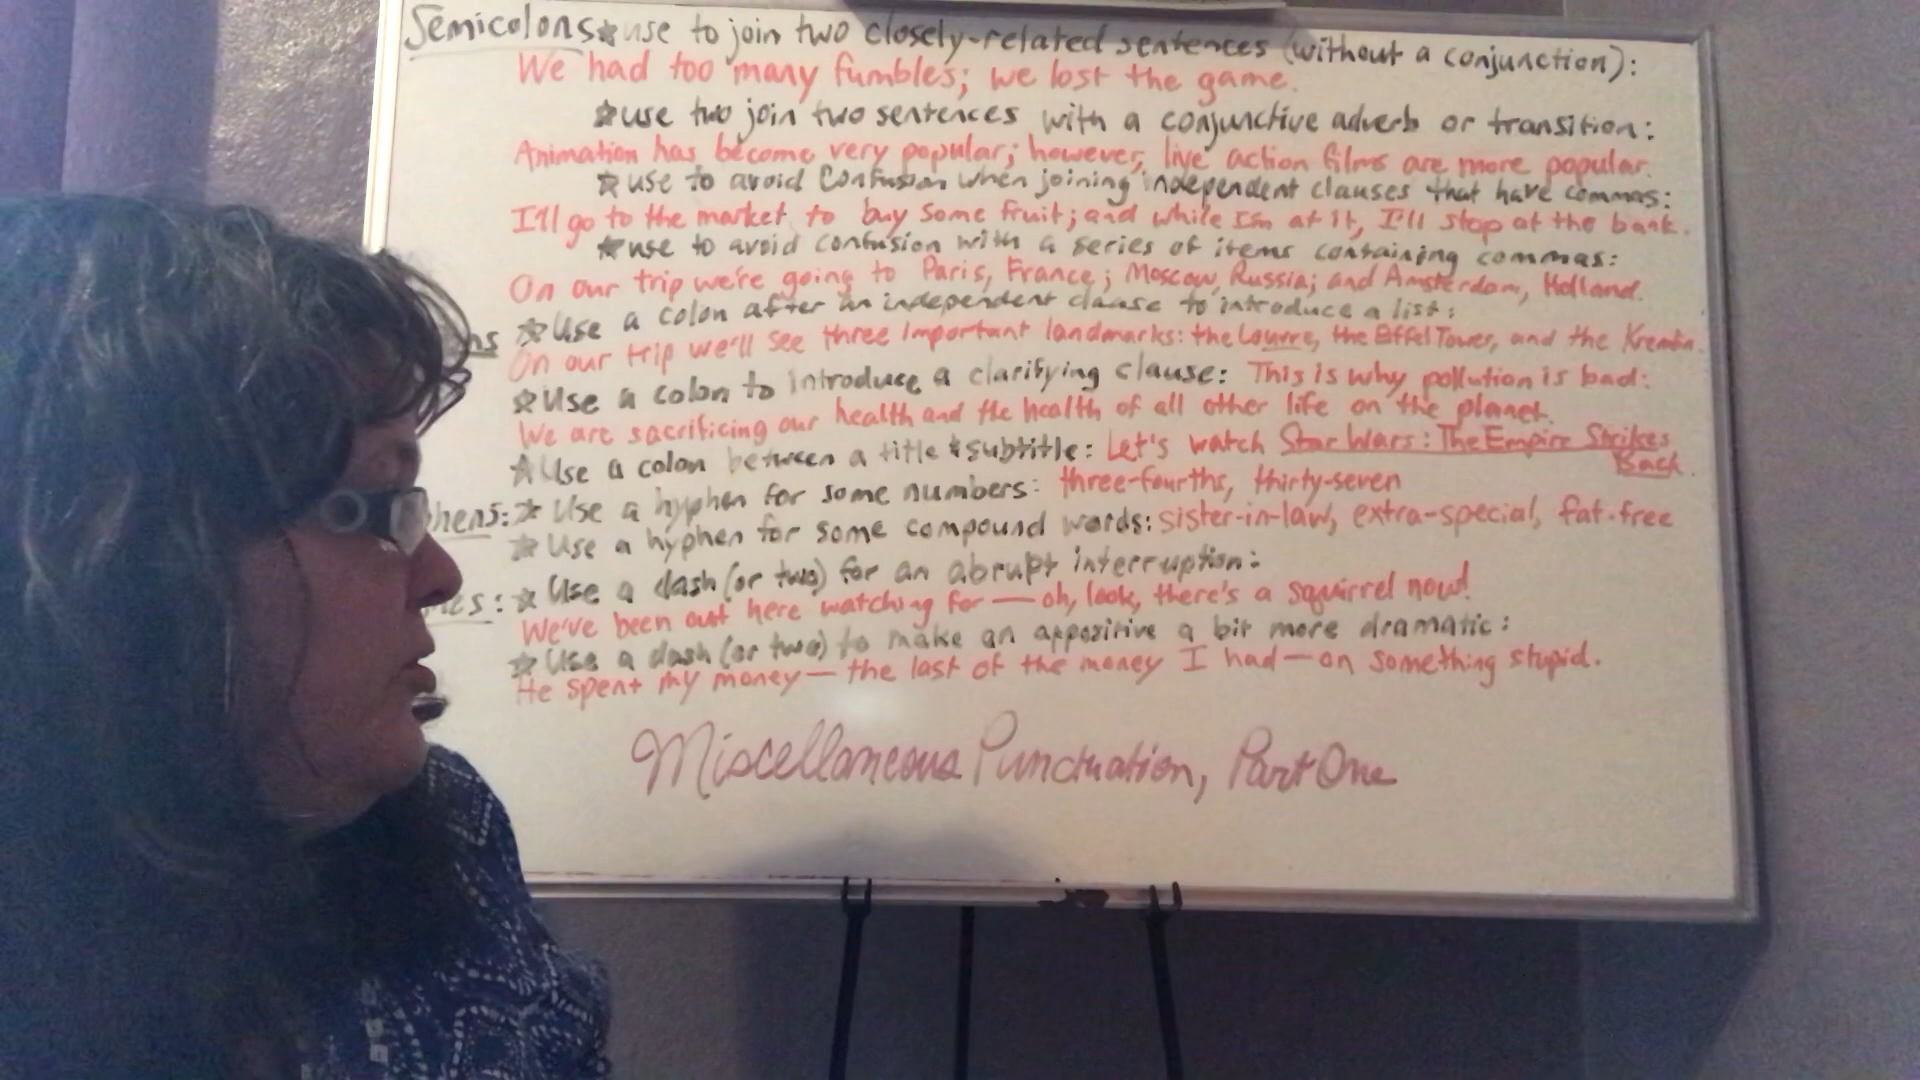 Semicolons☆use to join two closely-related sentences (without a conjunction):
We had too many fumbles; we lost the game.
☆use two join two sentences with a conjunctive adverb or transition:
Animation has become very popular; however, live action films are more popular.
☆use to avoid confusion when joining independent clauses that have commas:
I'll go to the market to buy some fruit; and while I'm at it, I'll stop at the bank.
☆use to avoid confusion with a series of items containing commas:
On our trip we're going to Paris, France; Moscow, Russia; and Amsterdam, Holland.
ns ☆Use a colon after an independent clause to introduce a list:
On our trip we'll see three important landmarks: the Louvre, the Eiffel Tower, and the Kremlin.
☆Use a colon to introduce a clarifying clause: This is why pollution is bad:
We are sacrificing our health and the health of all other life on the planet.
☆Use a colon between a title & subtitle: Let's watch Star Wars: The Empire Strikes
Back.
hens: ☆ Use a hyphen for some numbers: three-fourths, thirty-seven
☆ Use a hyphen for some compound words: sister-in-law, extra-special, fat-free
hes: ☆ Use a dash (or two) for an abrupt interruption:
We've been out here watching for — oh, look, there's a squirrel now!
☆ Use a dash (or two) to make an appositive a bit more dramatic:
He spent my money — the last of the money I had — on something stupid.
Miscellaneous Punctuation, Part One